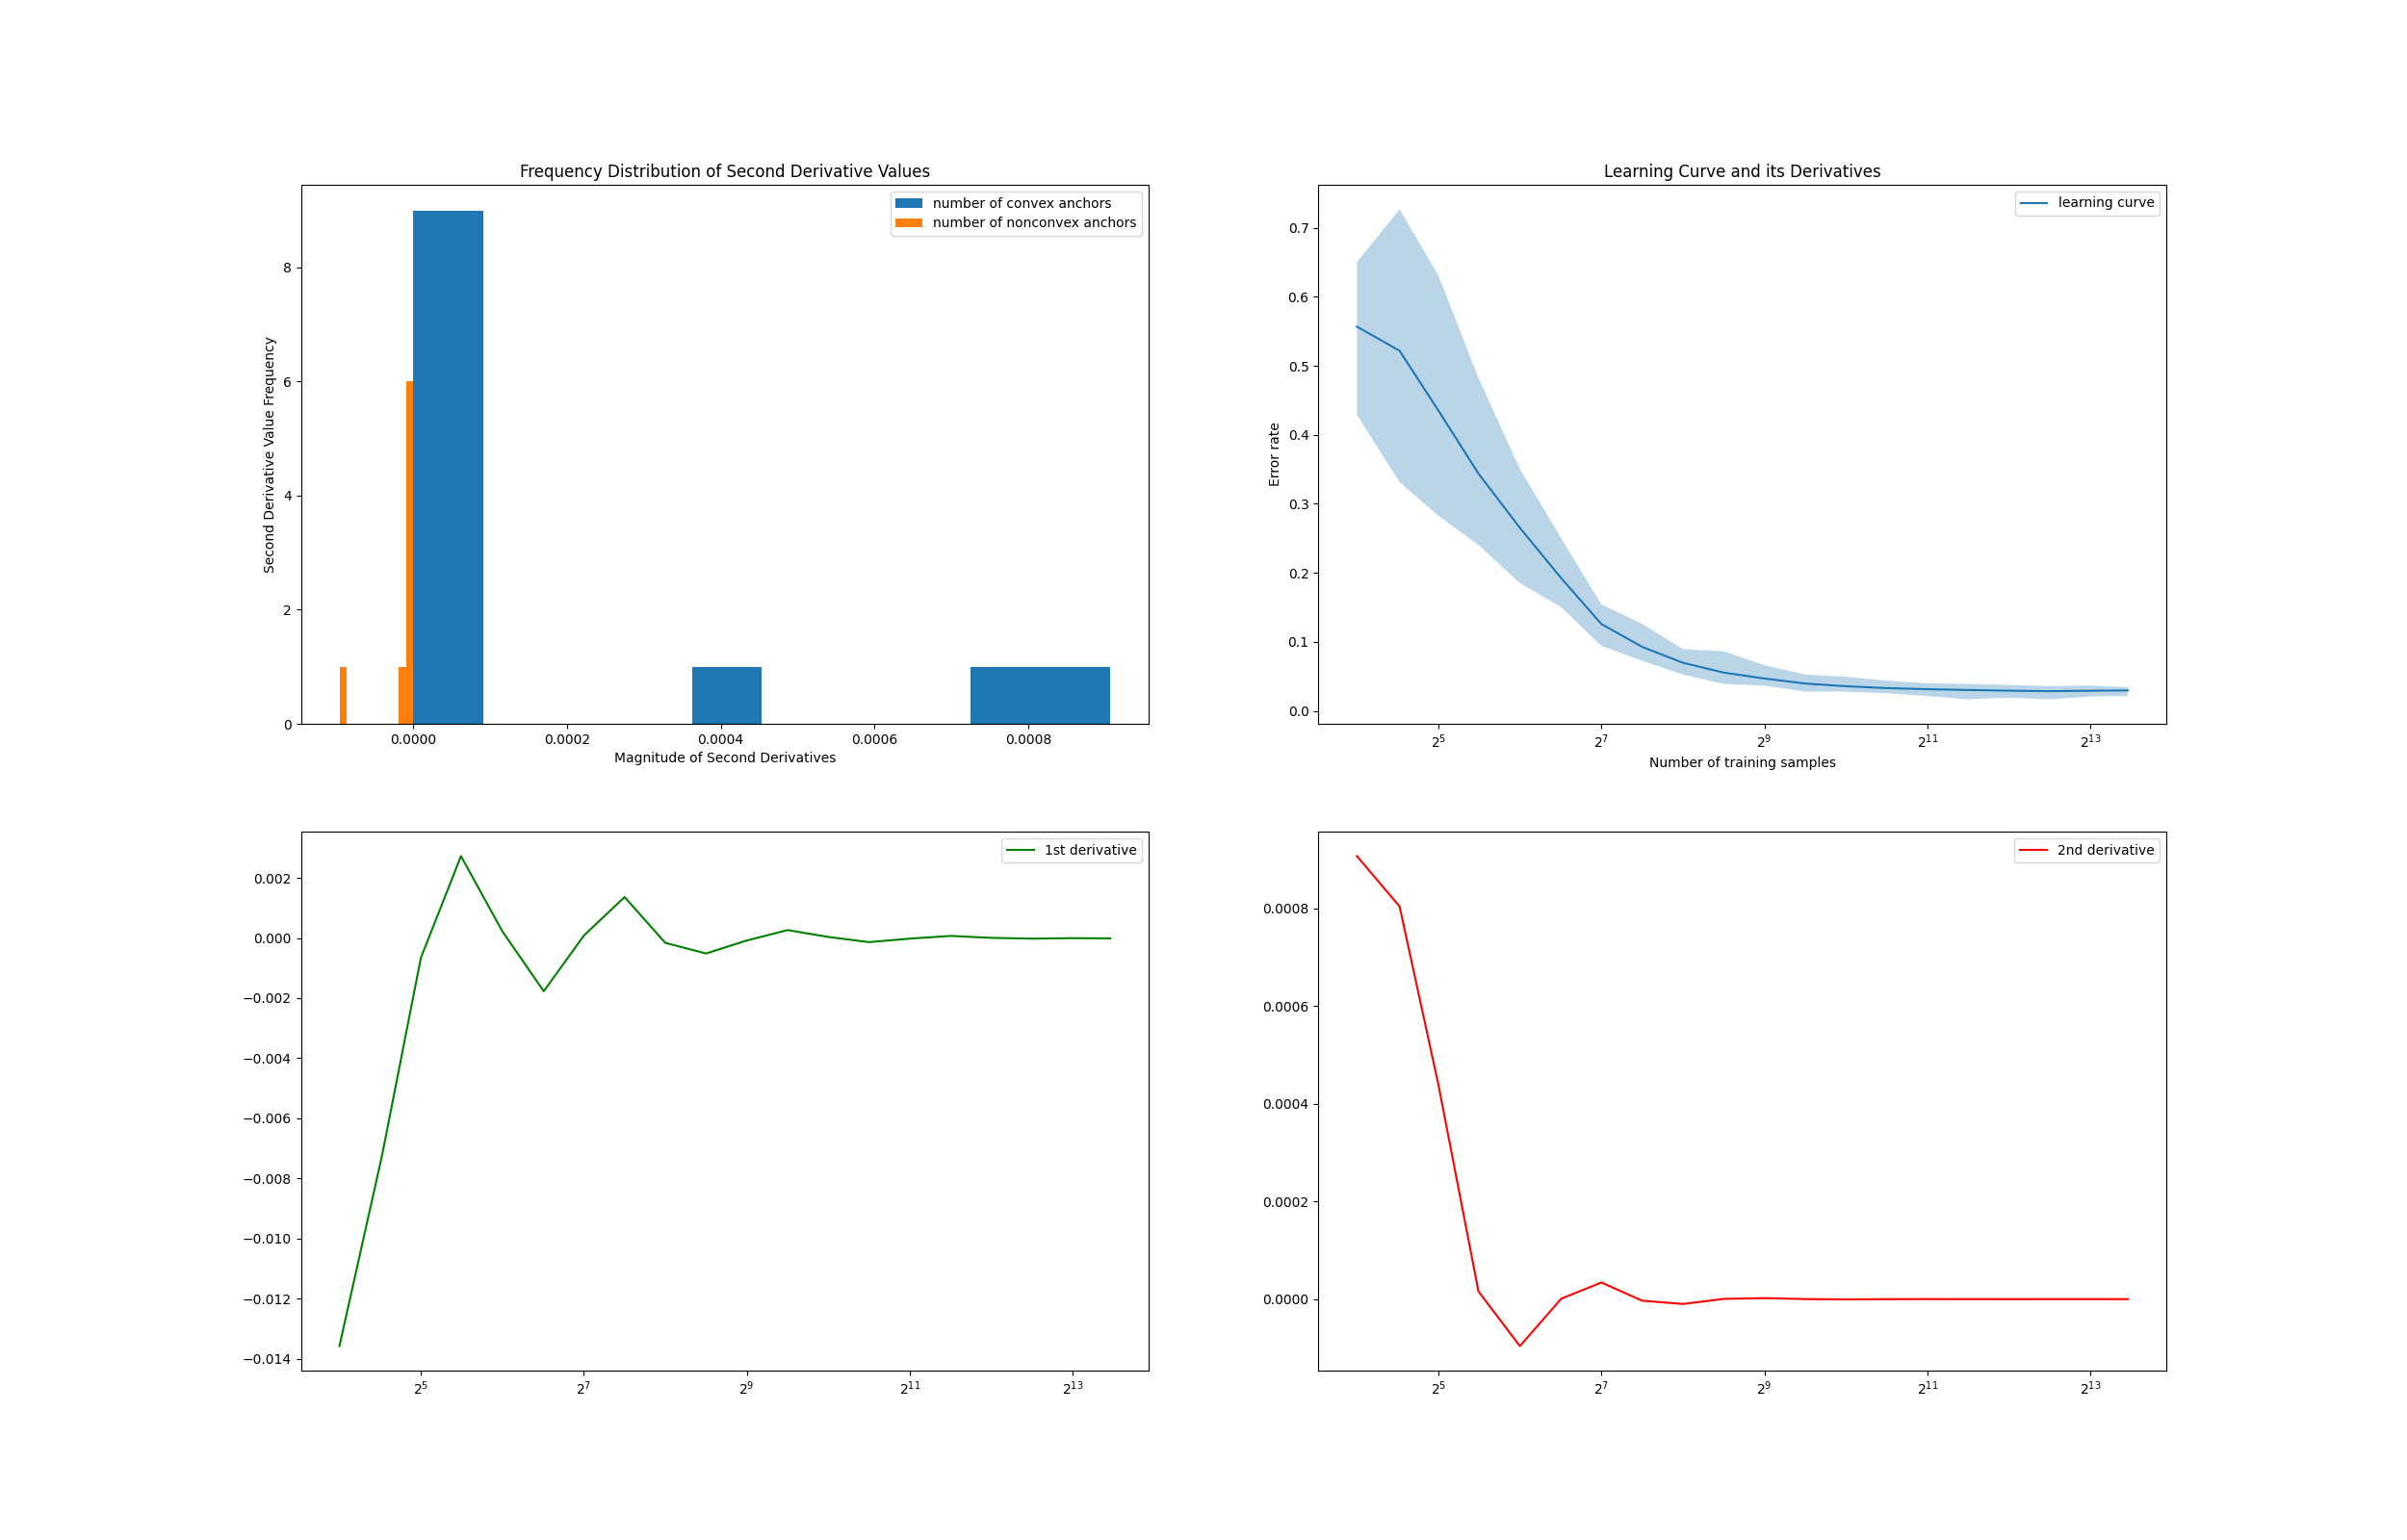 Frequency Distribution of Second Derivative Values
number of convex anchors
number of nonconvex anchors
8
6
4
2
0
Second Derivative Value Frequency
0.0000 0.0002 0.0004 0.0006 0.0008
Magnitude of Second Derivatives
Learning Curve and its Derivatives
learning curve
0.7
0.6
0.5
0.4
0.3
0.2
0.1
0.0
Error rate
2^5 2^7 2^9 2^11 2^13
Number of training samples
1st derivative
0.002
0.000
−0.002
−0.004
−0.006
−0.008
−0.010
−0.012
−0.014
2^5 2^7 2^9 2^11 2^13
2nd derivative
0.0008
0.0006
0.0004
0.0002
0.0000
2^5 2^7 2^9 2^11 2^13